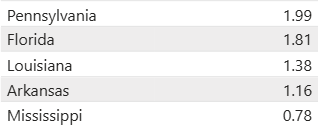 Pennsylvania 1.99
Florida 1.81
Louisiana 1.38
Arkansas 1.16
Mississippi 0.78